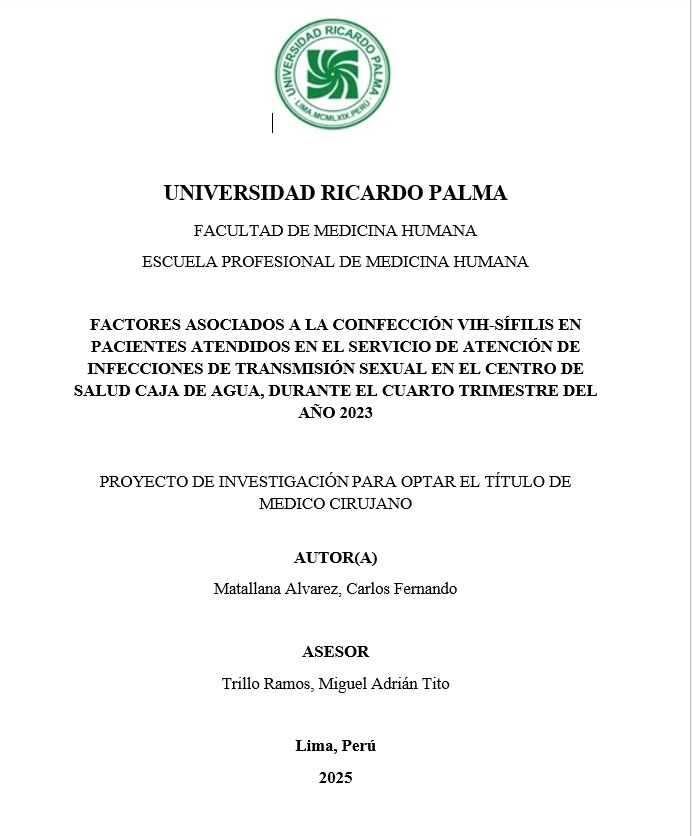 UNIVERSIDAD RICARDO PALMA
LIMA.MCMLXIX.PERÚ
UNIVERSIDAD RICARDO PALMA
FACULTAD DE MEDICINA HUMANA
ESCUELA PROFESIONAL DE MEDICINA HUMANA
FACTORES ASOCIADOS A LA COINFECCIÓN VIH-SÍFILIS EN
PACIENTES ATENDIDOS EN EL SERVICIO DE ATENCIÓN DE
INFECCIONES DE TRANSMISIÓN SEXUAL EN EL CENTRO DE
SALUD CAJA DE AGUA, DURANTE EL CUARTO TRIMESTRE DEL
AÑO 2023
PROYECTO DE INVESTIGACIÓN PARA OPTAR EL TÍTULO DE
MEDICO CIRUJANO
AUTOR(A)
Matallana Alvarez, Carlos Fernando
ASESOR
Trillo Ramos, Miguel Adrián Tito
Lima, Perú
2025